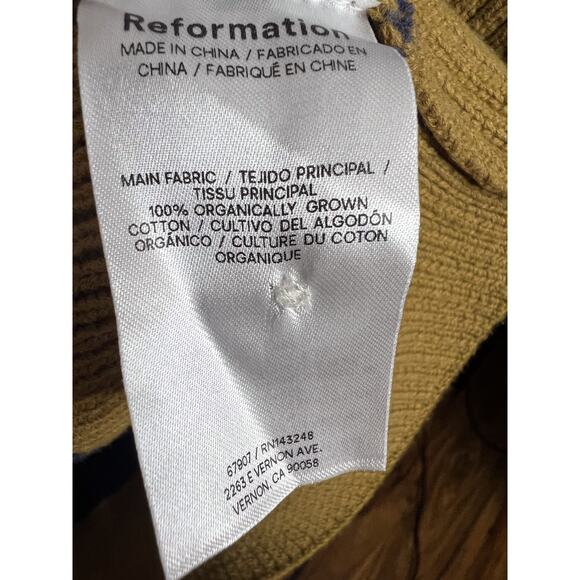 Reformation
MADE IN CHINA / FABRICADO EN
CHINA / FABRIQUÉ EN CHINE
MAIN FABRIC / TEJIDO PRINCIPAL /
TISSU PRINCIPAL
100% ORGANICALLY GROWN
COTTON / CULTIVO DEL ALGODÓN
ORGÁNICO / CULTURE DU COTON
ORGANIQUE
67907 / RN143248
2263 E VERNON AVE.
VERNON, CA 90058